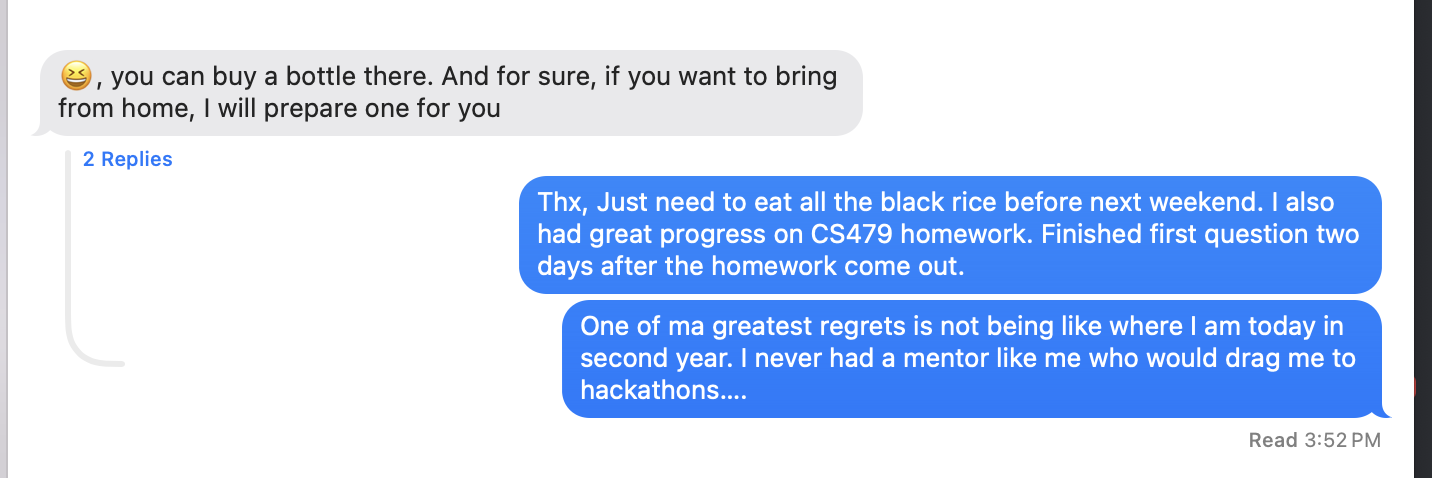 😆, you can buy a bottle there. And for sure, if you want to bring
from home, I will prepare one for you
2 Replies
Thx, Just need to eat all the black rice before next weekend. I also
had great progress on CS479 homework. Finished first question two
days after the homework come out.
One of ma greatest regrets is not being like where I am today in
second year. I never had a mentor like me who would drag me to
hackathons....
Read 3:52 PM